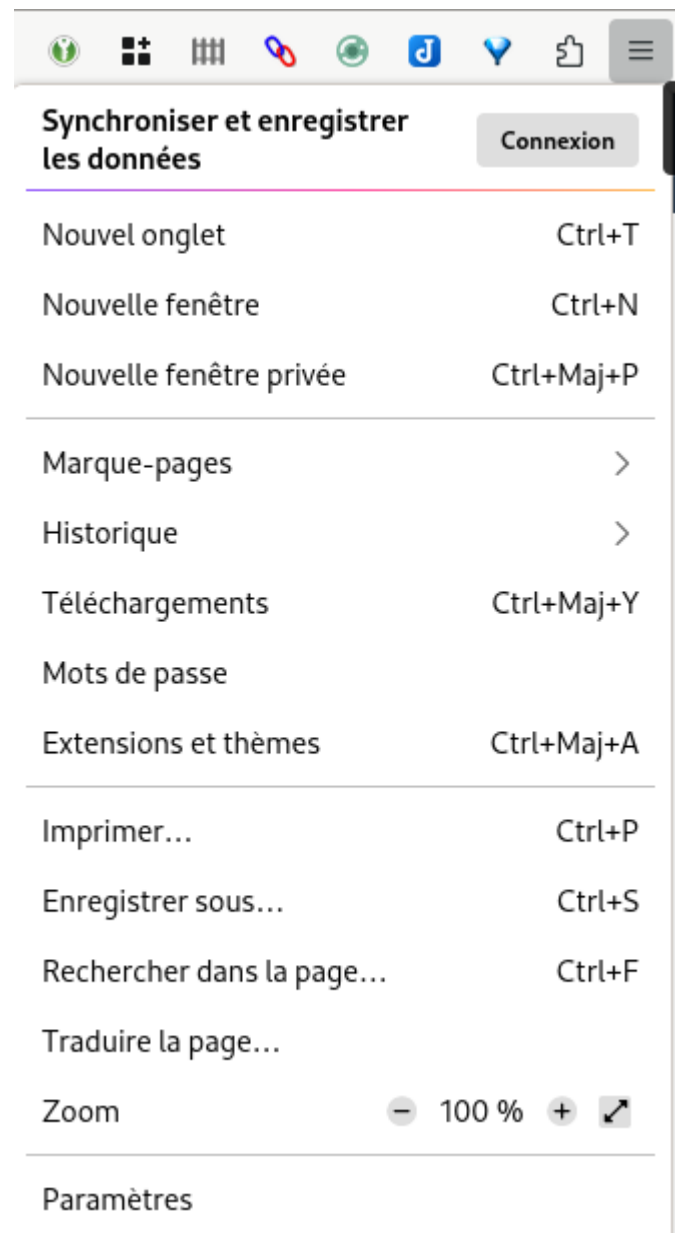 Synchroniser et enregistrer
les données
Connexion
Nouvel onglet Ctrl+T
Nouvelle fenêtre Ctrl+N
Nouvelle fenêtre privée Ctrl+Maj+P
Marque-pages
Historique
Téléchargements Ctrl+Maj+Y
Mots de passe
Extensions et thèmes Ctrl+Maj+A
Imprimer… Ctrl+P
Enregistrer sous… Ctrl+S
Rechercher dans la page… Ctrl+F
Traduire la page…
Zoom − 100 % +
Paramètres